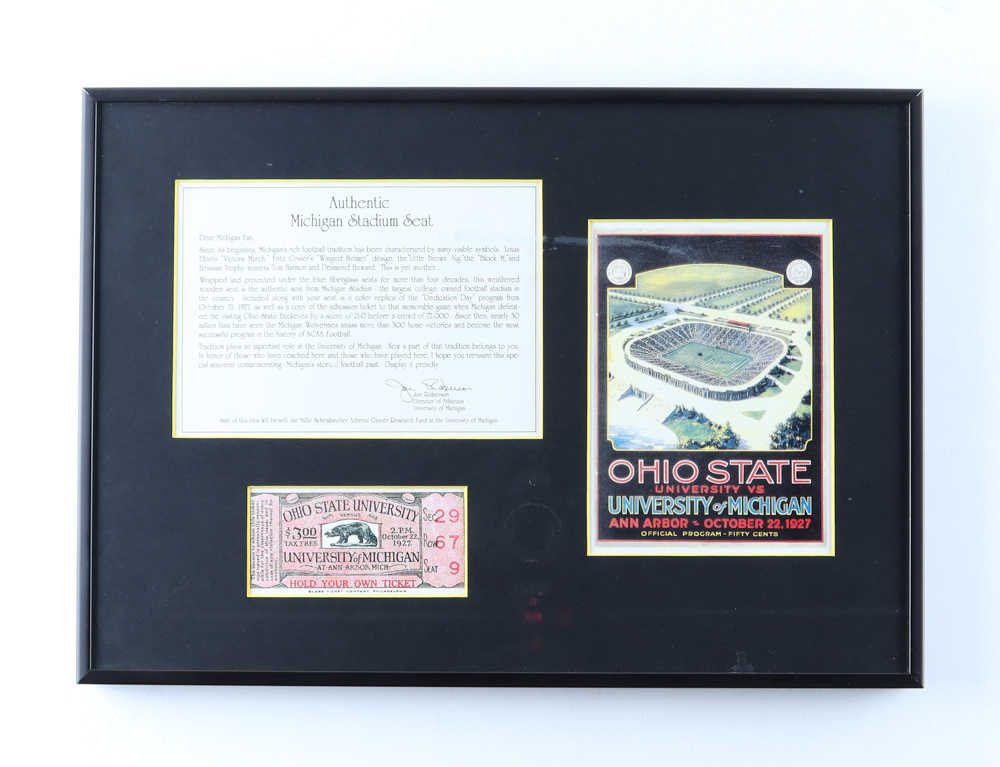 Authentic
Michigan Stadium Seat
Dear Michigan Fan,
Since its beginning, Michigan's rich football tradition has been characterized by many visible symbols: Louis
Elbel's "Victors March," Fritz Crisler's "Winged Helmet" design, the "Little Brown Jug," the "Block M," and
Heisman Trophy winners Tom Harmon and Desmond Howard. This is yet another...
Wrapped and protected under the blue fiberglass seats for more than four decades, this weathered
wooden seat is the authentic seat from Michigan Stadium - the largest college-owned football stadium in
the country. Included along with your seat is a color replica of the "Dedication Day" program from
October 22, 1927, as well as a copy of the admission ticket to that memorable game when Michigan defeat-
ed the visiting Ohio State Buckeyes by a score of 21-0 before a crowd of 72,000. Since then nearly 30
million fans have seen the Michigan Wolverines amass more than 300 home victories and become the most
successful program in the history of NCAA football.
Tradition plays an important role at the University of Michigan. Now a part of that tradition belongs to you.
In honor of those who have coached here and those who have played here, I hope you treasure this spe-
cial souvenir commemorating Michigan's storied football past. Display it proudly.
Joe Roberson
Joe Roberson
Director of Athletics
University of Michigan
Sale of this item will benefit the Millie Schembechler Adrenal Cancer Research Fund at the University of Michigan
OHIO STATE UNIVERSITY
VERSUS
$3.00
TAX FREE
2 P.M.
October 22,
1927
UNIVERSITY of MICHIGAN
AT ANN ARBOR, MICH.
HOLD YOUR OWN TICKET
GLOBE TICKET COMPANY, PHILADELPHIA
SEC 29
ROW 67
SEAT 9
OHIO STATE
UNIVERSITY VS
UNIVERSITY of MICHIGAN
ANN ARBOR ~ OCTOBER 22, 1927
OFFICIAL PROGRAM - FIFTY CENTS